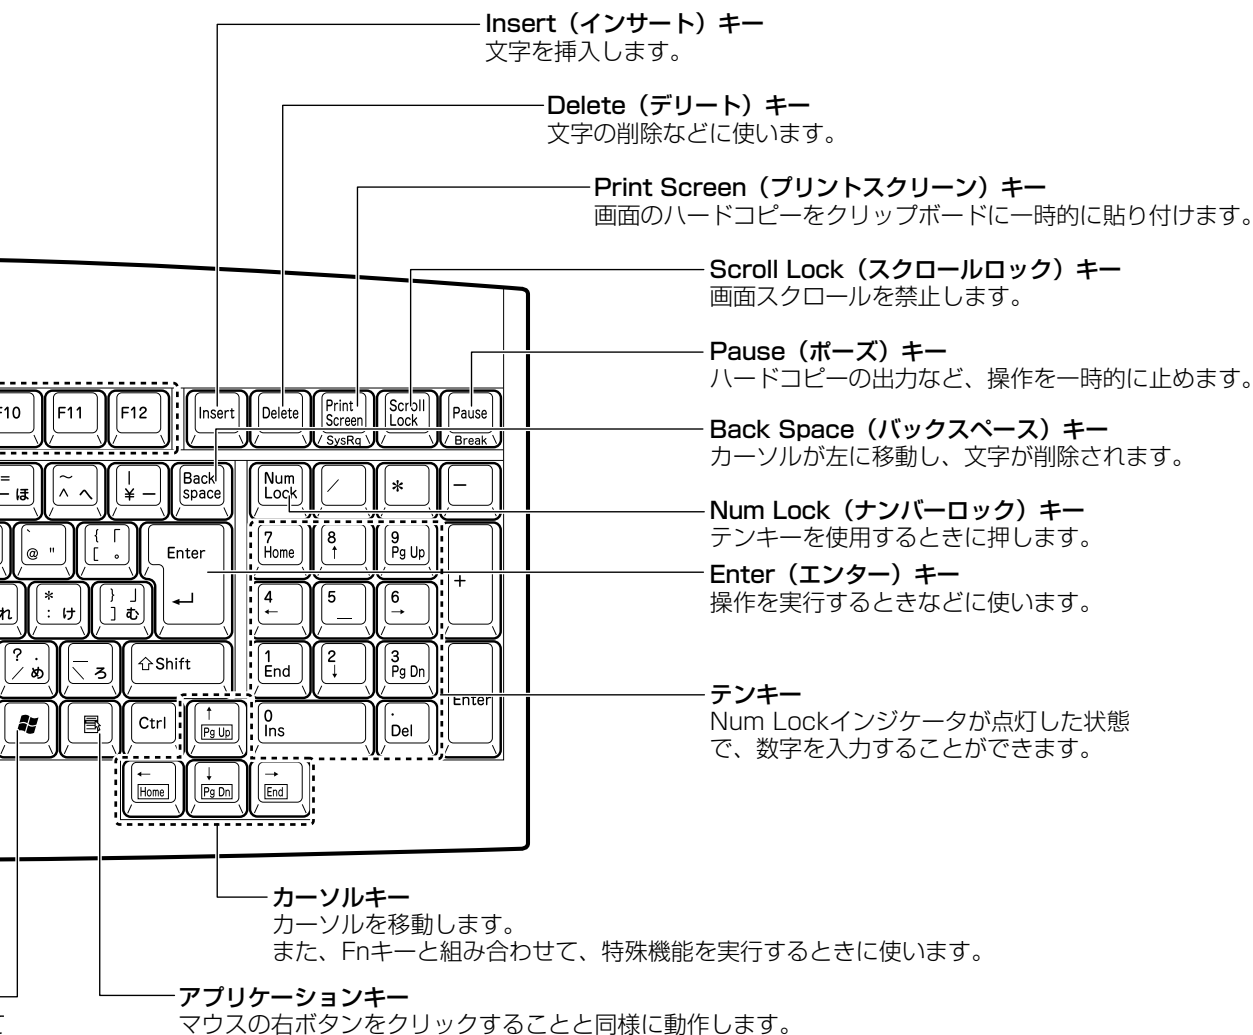 Insert（インサート）キー
文字を挿入します。
Delete（デリート）キー
文字の削除などに使います。
Print Screen（プリントスクリーン）キー
画面のハードコピーをクリップボードに一時的に貼り付けます。
Scroll Lock（スクロールロック）キー
画面スクロールを禁止します。
Pause（ポーズ）キー
ハードコピーの出力など、操作を一時的に止めます。
Back Space（バックスペース）キー
カーソルが左に移動し、文字が削除されます。
Num Lock（ナンバーロック）キー
テンキーを使用するときに押します。
Enter（エンター）キー
操作を実行するときなどに使います。
テンキー
Num Lockインジケータが点灯した状態
で、数字を入力することができます。
F10 F11 F12 Insert Delete Print Scroll Pause
Screen Lock
SysRq Break
= ~ | Back Num / * −
− ほ ^ へ ¥ ー space Lock
` { 「 Enter 7 8 9
@ ゛ [ 。 Home ↑ Pg Up +
* } 」 4 5 6
れ : け ] む ↵ ← _ →
? ・ _ ⇧Shift 1 2 3
/ め \ ろ End ↓ Pg Dn Enter
Ctrl ↑ 0 .
Pg Up Ins Del
← ↓ →
Home Pg Dn End
カーソルキー
カーソルを移動します。
また、Fnキーと組み合わせて、特殊機能を実行するときに使います。
アプリケーションキー
マウスの右ボタンをクリックすることと同様に動作します。